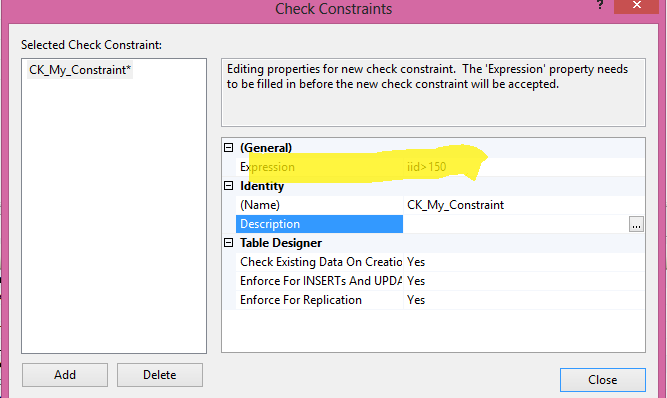 Check Constraints
?
Selected Check Constraint:
CK_My_Constraint*
Editing properties for new check constraint. The 'Expression' property needs
to be filled in before the new check constraint will be accepted.
(General)
Expression iid>150
Identity
(Name) CK_My_Constraint
Description ...
Table Designer
Check Existing Data On Creatio Yes
Enforce For INSERTs And UPDA Yes
Enforce For Replication Yes
Add Delete
Close